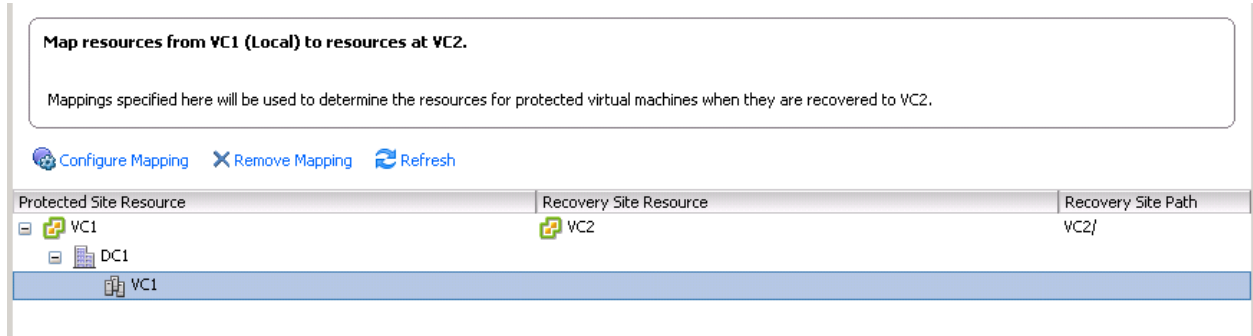 Map resources from VC1 (Local) to resources at VC2.
Mappings specified here will be used to determine the resources for protected virtual machines when they are recovered to VC2.
Configure Mapping Remove Mapping Refresh
Protected Site Resource Recovery Site Resource Recovery Site Path
VC1 VC2 VC2/
DC1
VC1